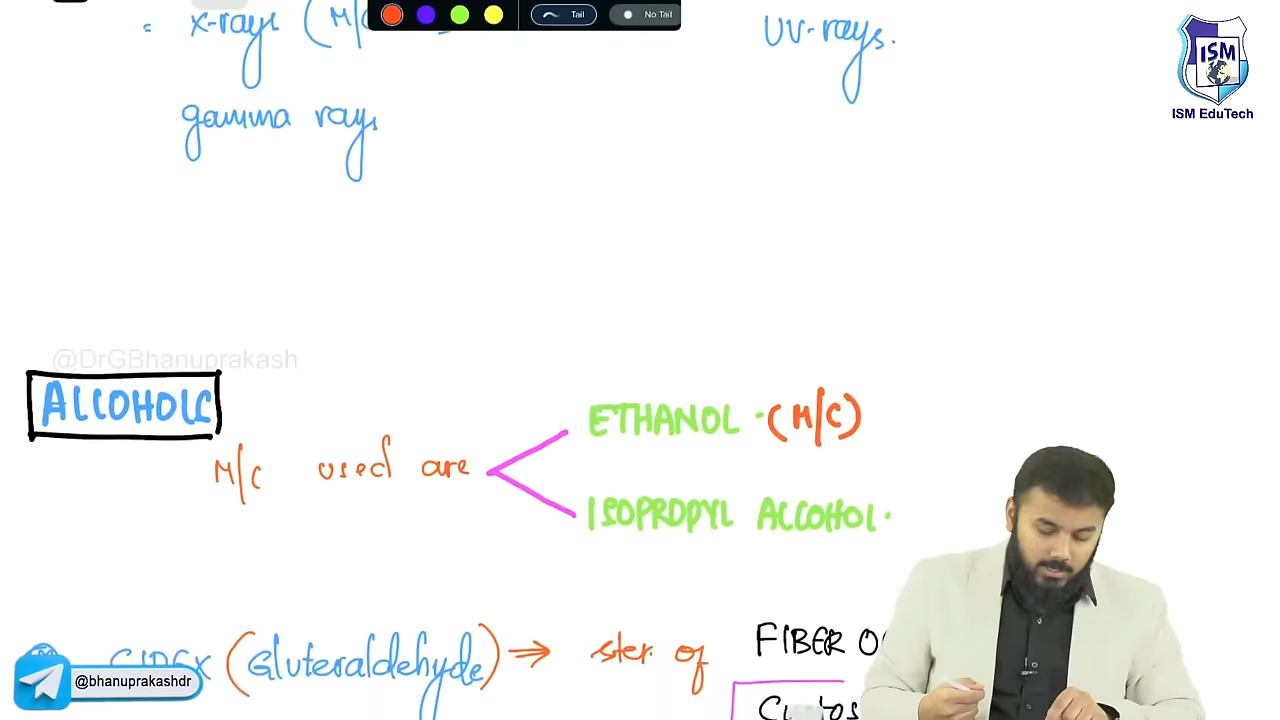 x-rays (M/C
UV-rays.
gamma rays
Tail
No Tail
ISM
ISM EduTech
@DrGBhanuprakash
ALCOHOLS
ETHANOL · (M/C)
M/C used are
ISOPROPYL ALCOHOL.
CIDEX (Gluteraldehyde) → ster. of
FIBER
@bhanuprakashdr